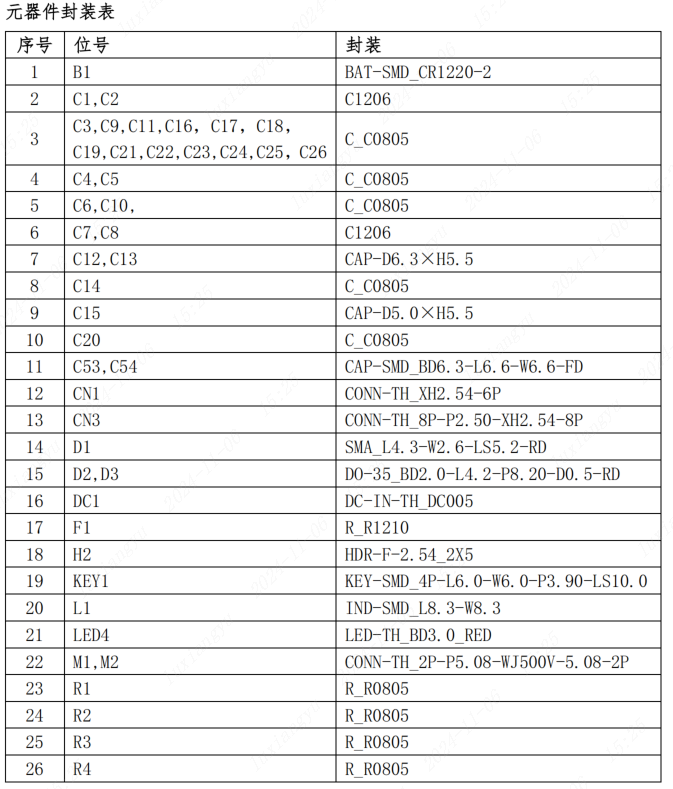 元器件封装表
序号 位号 封装
1 B1 BAT-SMD_CR1220-2
2 C1,C2 C1206
3 C3,C9,C11,C16, C17, C18,
C19,C21,C22,C23,C24,C25, C26 C_C0805
4 C4,C5 C_C0805
5 C6,C10, C_C0805
6 C7,C8 C1206
7 C12,C13 CAP-D6.3×H5.5
8 C14 C_C0805
9 C15 CAP-D5.0×H5.5
10 C20 C_C0805
11 C53,C54 CAP-SMD_BD6.3-L6.6-W6.6-FD
12 CN1 CONN-TH_XH2.54-6P
13 CN3 CONN-TH_8P-P2.50-XH2.54-8P
14 D1 SMA_L4.3-W2.6-LS5.2-RD
15 D2,D3 DO-35_BD2.0-L4.2-P8.20-D0.5-RD
16 DC1 DC-IN-TH_DC005
17 F1 R_R1210
18 H2 HDR-F-2.54_2X5
19 KEY1 KEY-SMD_4P-L6.0-W6.0-P3.90-LS10.0
20 L1 IND-SMD_L8.3-W8.3
21 LED4 LED-TH_BD3.0_RED
22 M1,M2 CONN-TH_2P-P5.08-WJ500V-5.08-2P
23 R1 R_R0805
24 R2 R_R0805
25 R3 R_R0805
26 R4 R_R0805